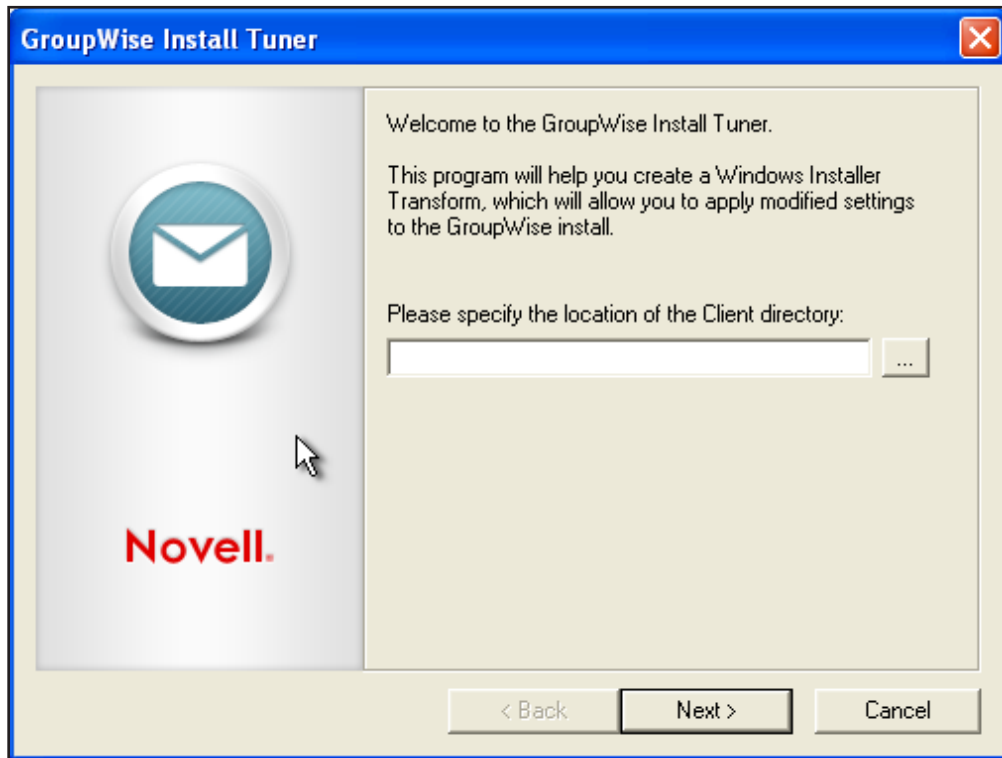 GroupWise Install Tuner
Welcome to the GroupWise Install Tuner.
This program will help you create a Windows Installer
Transform, which will allow you to apply modified settings
to the GroupWise install.
Please specify the location of the Client directory:
...
Novell.
< Back
Next >
Cancel